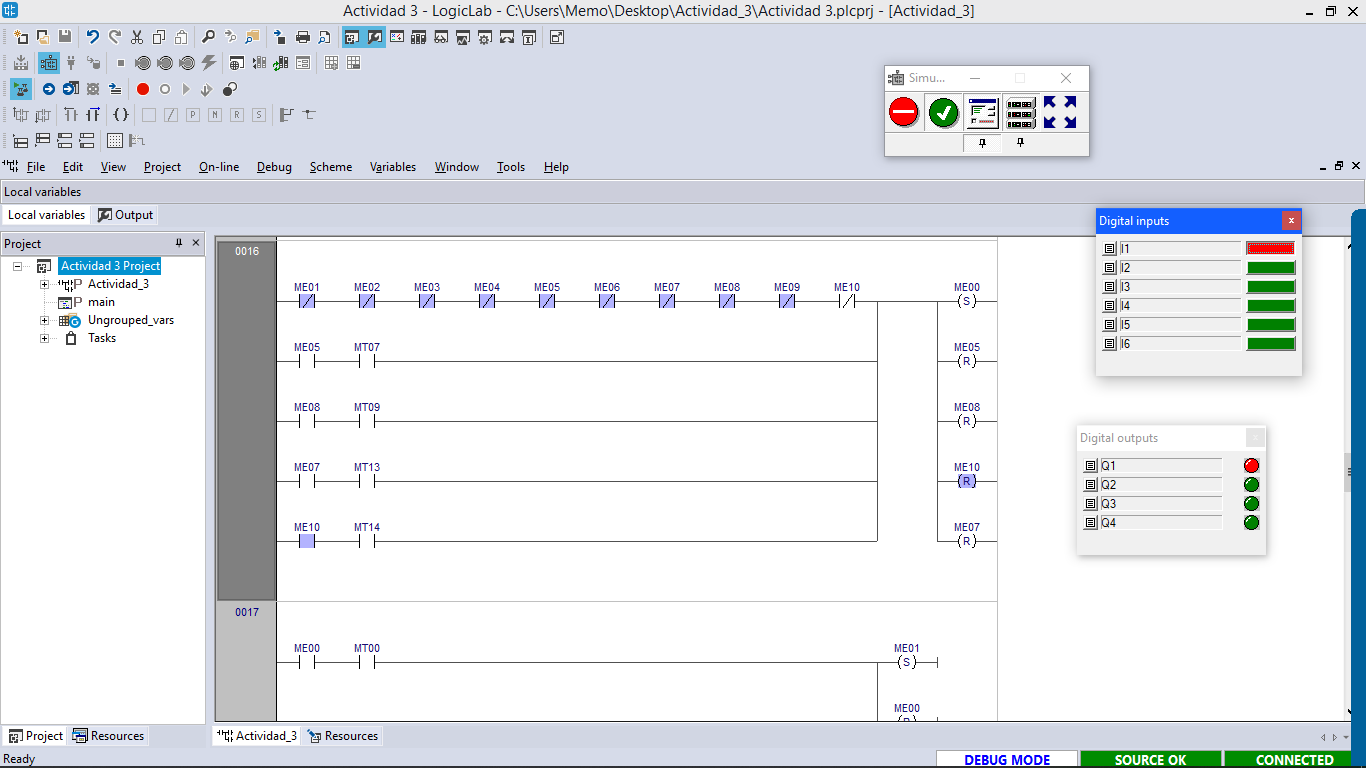 Actividad 3 - LogicLab - C:\Users\Memo\Desktop\Actividad_3\Actividad 3.plcprj - [Actividad_3]
Simu...
File Edit View Project On-line Debug Scheme Variables Window Tools Help
Local variables
Local variables Output
Project
Actividad 3 Project
Actividad_3
main
Ungrouped_vars
Tasks
0016
ME01 ME02 ME03 ME04 ME05 ME06 ME07 ME08 ME09 ME10 ME00
S
ME05 MT07 ME05
R
ME08 MT09 ME08
R
ME07 MT13 ME10
R
ME10 MT14 ME07
R
0017
ME00 MT00 ME01
S
ME00
Digital inputs
I1
I2
I3
I4
I5
I6
Digital outputs
Q1
Q2
Q3
Q4
Project Resources
Actividad_3 Resources
Ready
DEBUG MODE SOURCE OK CONNECTED